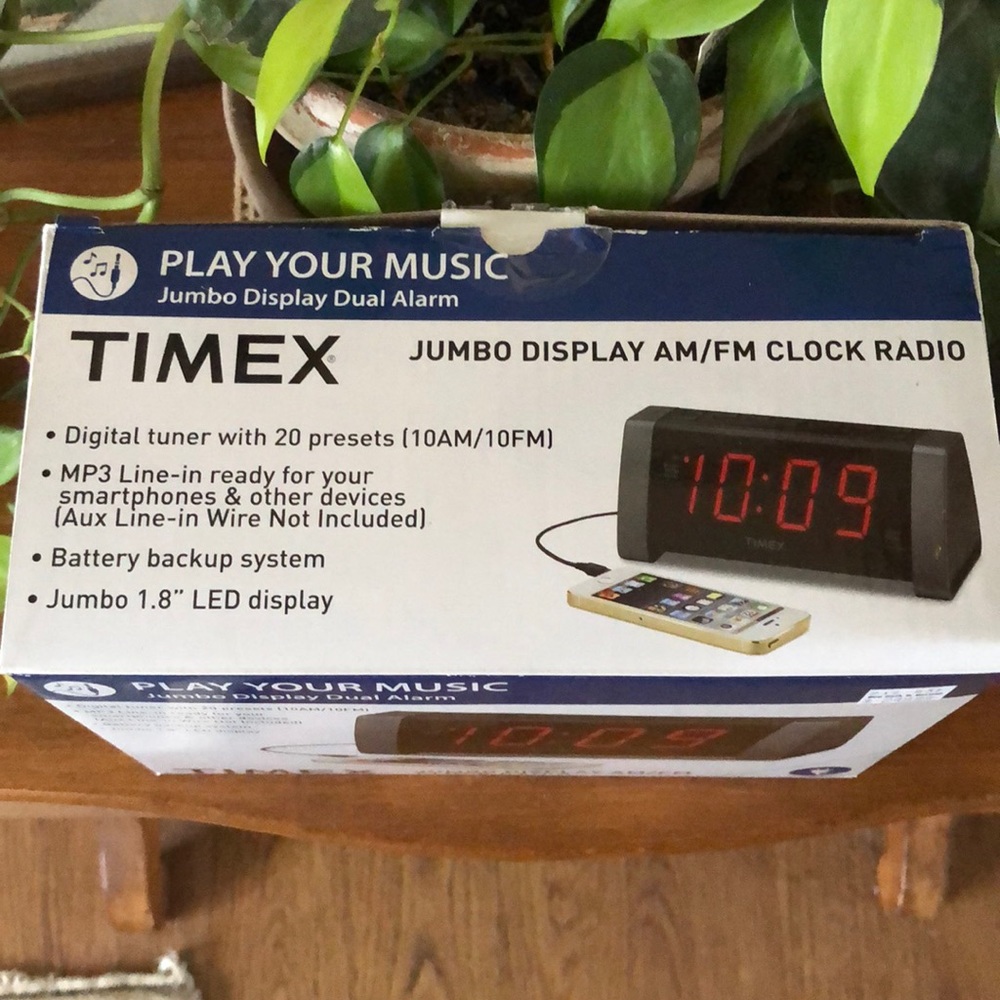 PLAY YOUR MUSIC
Jumbo Display Dual Alarm
TIMEX®
JUMBO DISPLAY AM/FM CLOCK RADIO
• Digital tuner with 20 presets (10AM/10FM)
• MP3 Line-in ready for your
smartphones & other devices
(Aux Line-in Wire Not Included)
• Battery backup system
• Jumbo 1.8” LED display
10:09
TIMEX
PLAY YOUR MUSIC
Jumbo Display Dual Alarm
10:09
TIMEX